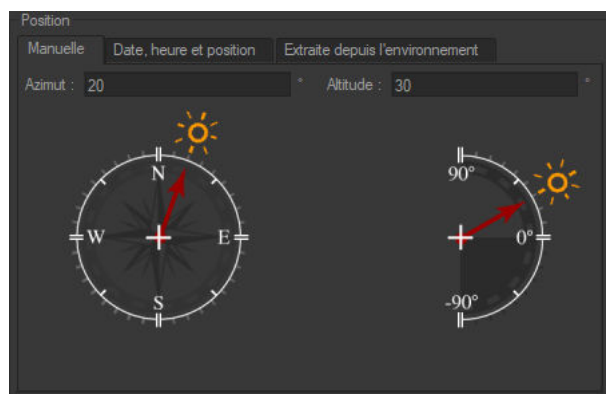 Position
Manuelle Date, heure et position Extraite depuis l'environnement
Azimut : 20 ° Altitude : 30 °
N
90°
W E 0°
S
-90°